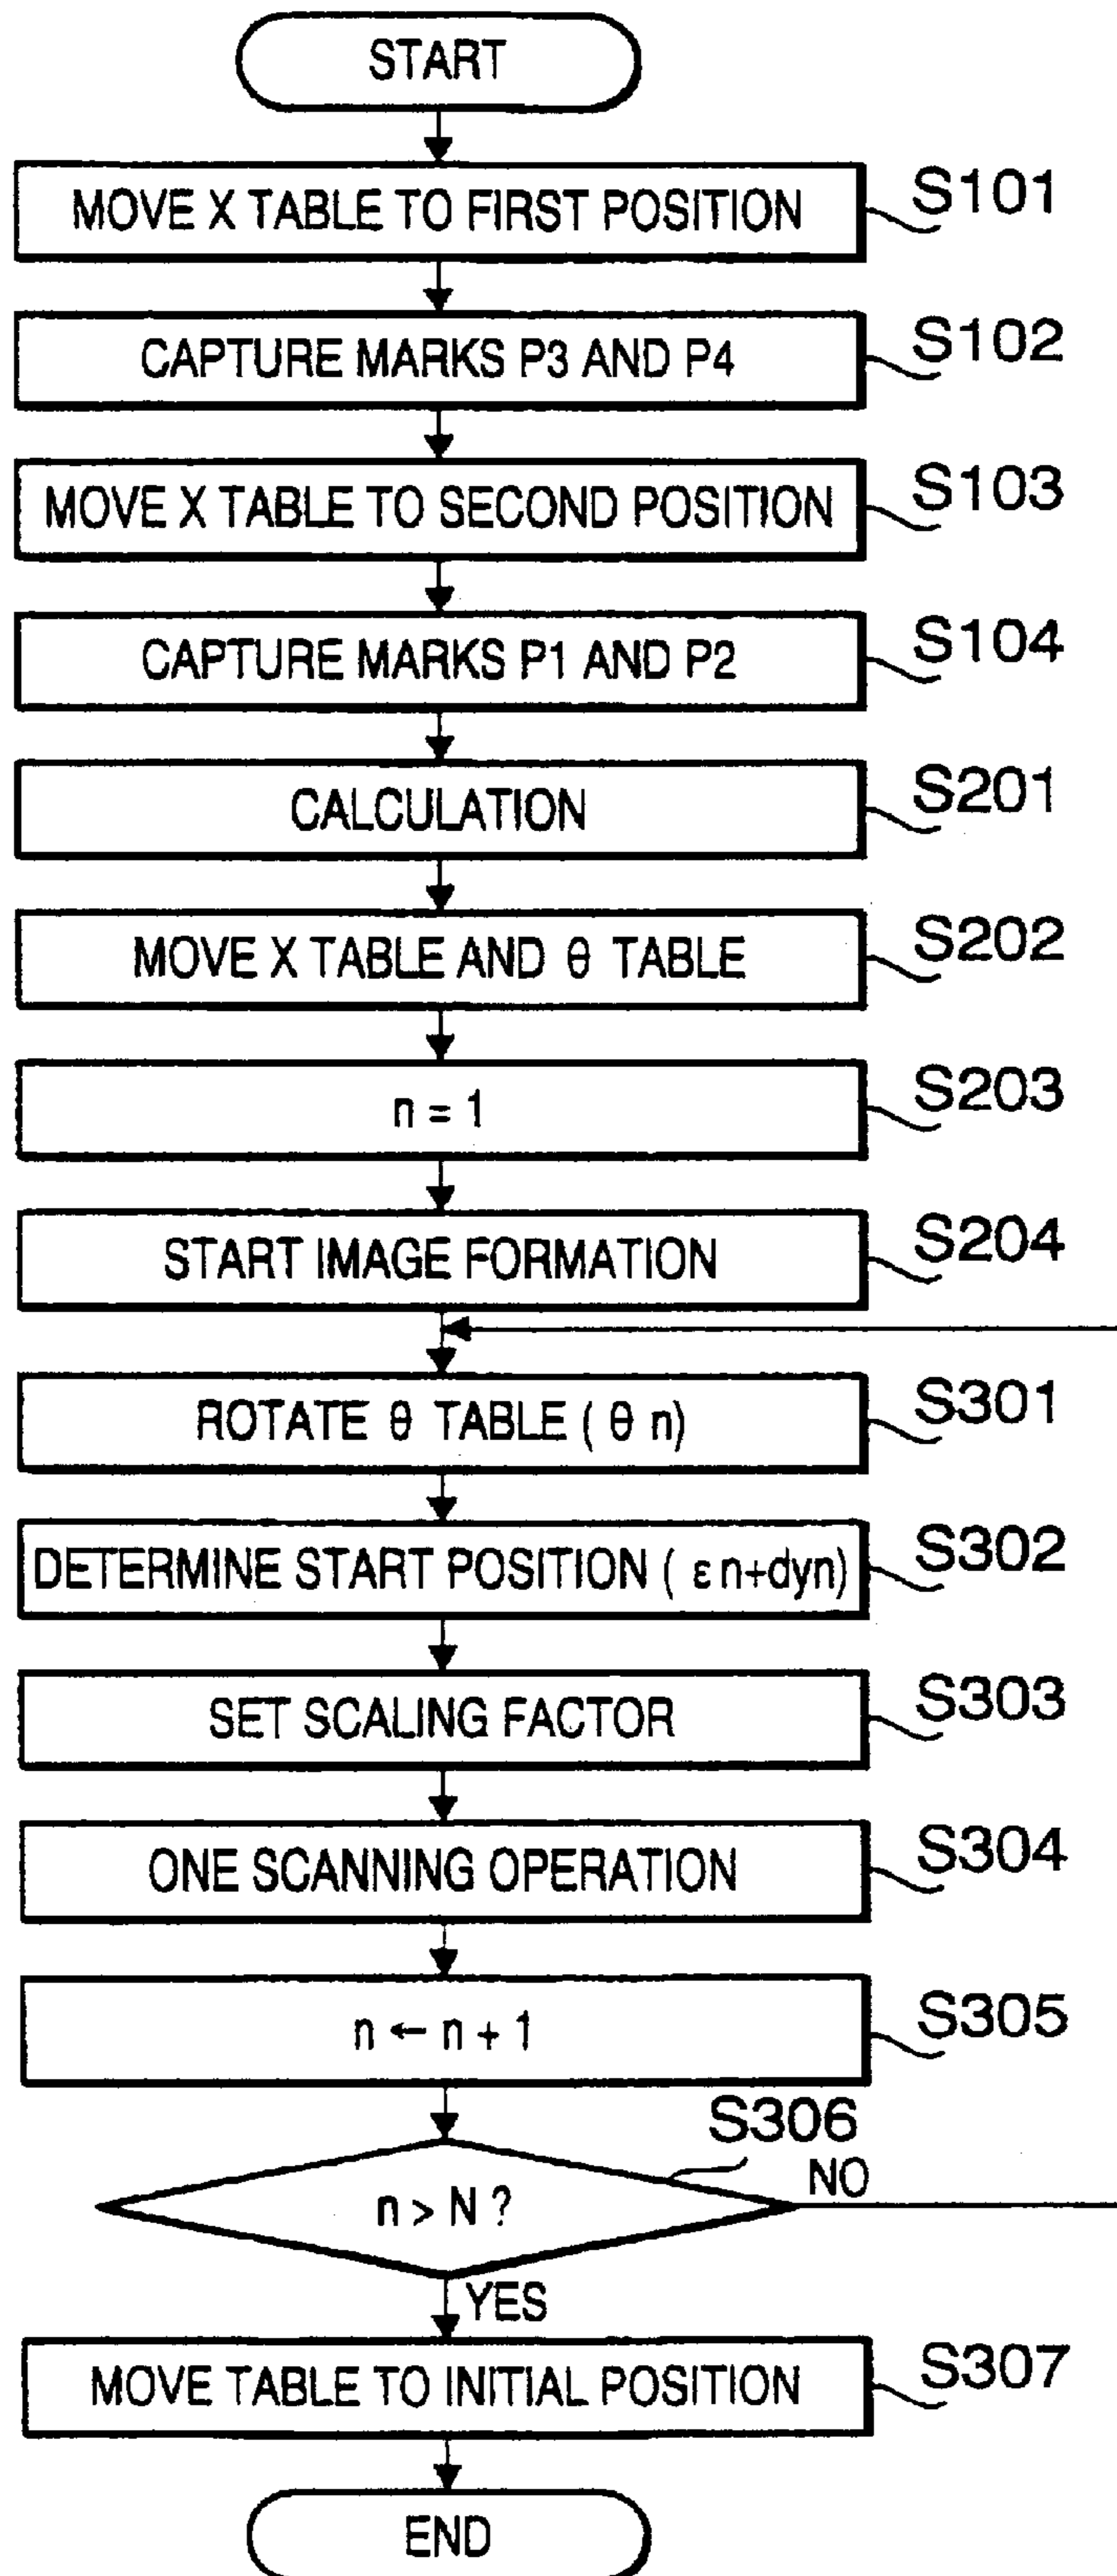 START
MOVE X TABLE TO FIRST POSITION
S101
CAPTURE MARKS P3 AND P4
S102
MOVE X TABLE TO SECOND POSITION
S103
CAPTURE MARKS P1 AND P2
S104
CALCULATION
S201
MOVE X TABLE AND θ TABLE
S202
n = 1
S203
START IMAGE FORMATION
S204
ROTATE θ TABLE ( θ n)
S301
DETERMINE START POSITION ( ε n+dyn)
S302
SET SCALING FACTOR
S303
ONE SCANNING OPERATION
S304
n ← n + 1
S305
S306
n > N ?
NO
YES
MOVE TABLE TO INITIAL POSITION
S307
END